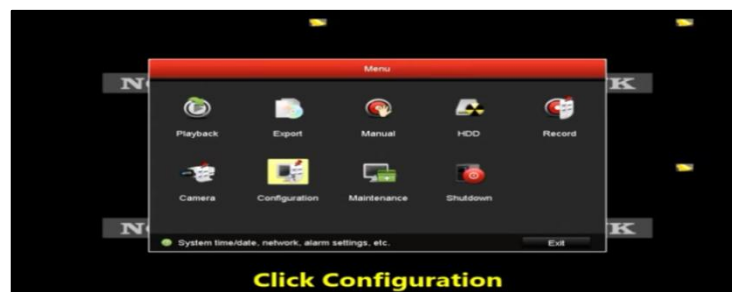 Menu
Playback Export Manual HDD Record
Camera Configuration Maintenance Shutdown
System time/date, network, alarm settings, etc. Exit
Click Configuration